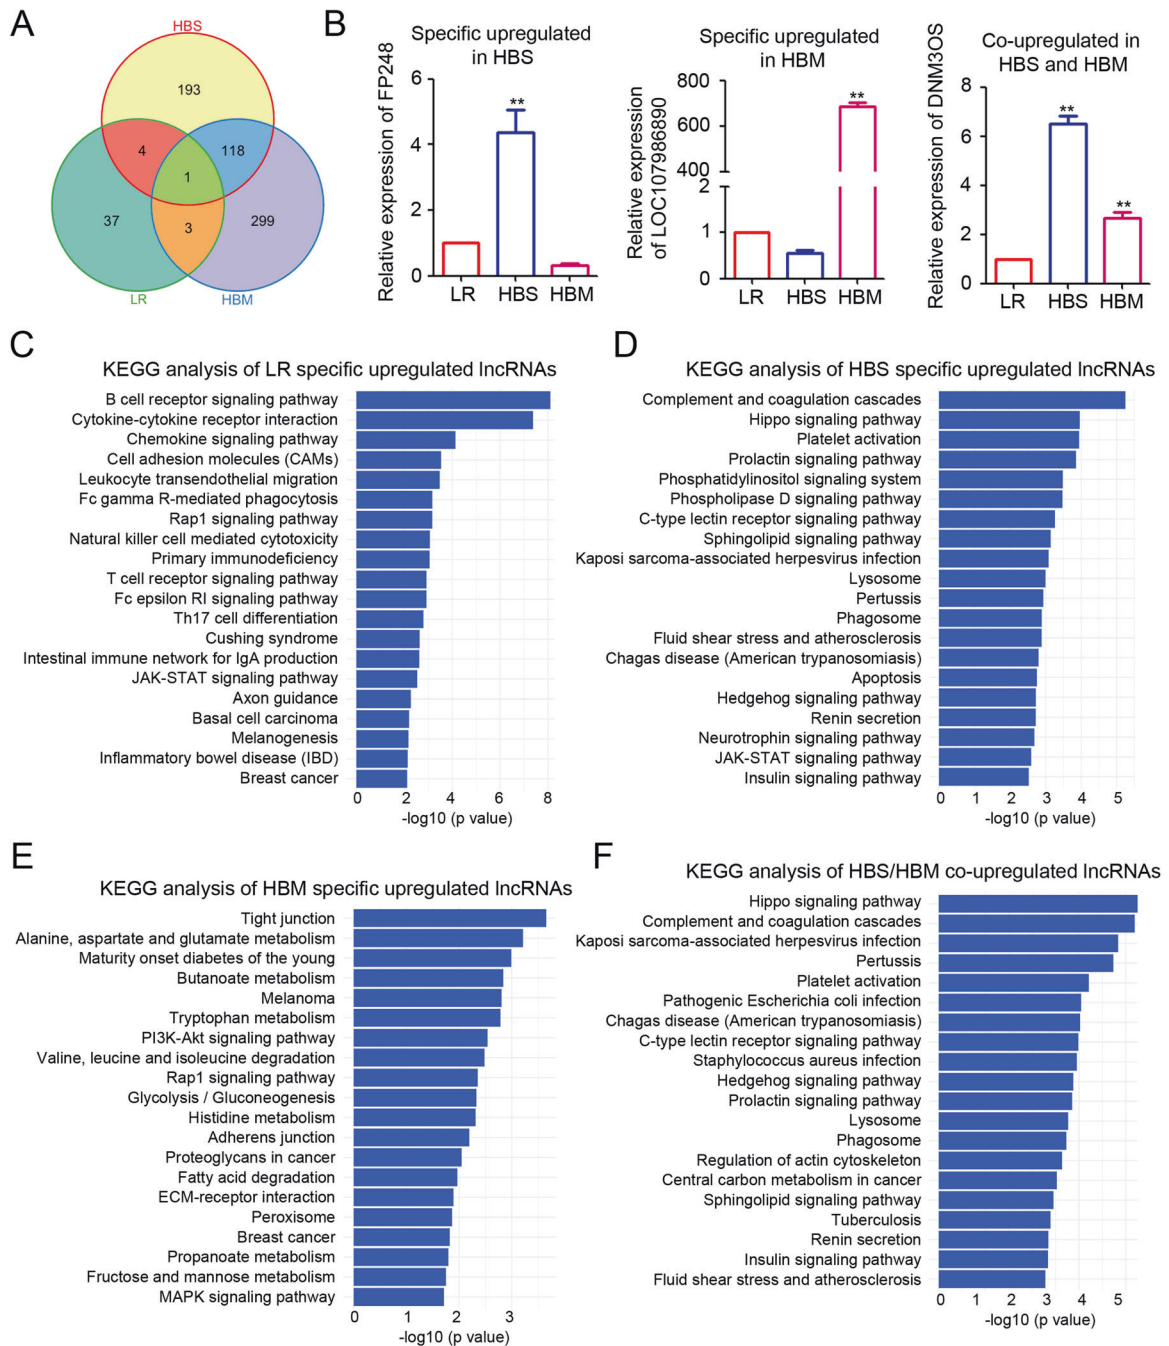 A
HBS
193
4
118
1
37
3
299
LR
HBM
B
Specific upregulated
in HBS
Relative expression of FP248
6
4
2
0
**
LR HBS HBM
Specific upregulated
in HBM
Relative expression
of LOC107986890
800
600
400
2
1
0
**
LR HBS HBM
Co-upregulated in
HBS and HBM
Relative expression of DNM3OS
8
6
4
2
0
**
**
LR HBS HBM
C
KEGG analysis of LR specific upregulated lncRNAs
B cell receptor signaling pathway
Cytokine-cytokine receptor interaction
Chemokine signaling pathway
Cell adhesion molecules (CAMs)
Leukocyte transendothelial migration
Fc gamma R-mediated phagocytosis
Rap1 signaling pathway
Natural killer cell mediated cytotoxicity
Primary immunodeficiency
T cell receptor signaling pathway
Fc epsilon RI signaling pathway
Th17 cell differentiation
Cushing syndrome
Intestinal immune network for IgA production
JAK-STAT signaling pathway
Axon guidance
Basal cell carcinoma
Melanogenesis
Inflammatory bowel disease (IBD)
Breast cancer
0 2 4 6 8
-log10 (p value)
D
KEGG analysis of HBS specific upregulated lncRNAs
Complement and coagulation cascades
Hippo signaling pathway
Platelet activation
Prolactin signaling pathway
Phosphatidylinositol signaling system
Phospholipase D signaling pathway
C-type lectin receptor signaling pathway
Sphingolipid signaling pathway
Kaposi sarcoma-associated herpesvirus infection
Lysosome
Pertussis
Phagosome
Fluid shear stress and atherosclerosis
Chagas disease (American trypanosomiasis)
Apoptosis
Hedgehog signaling pathway
Renin secretion
Neurotrophin signaling pathway
JAK-STAT signaling pathway
Insulin signaling pathway
0 1 2 3 4 5
-log10 (p value)
E
KEGG analysis of HBM specific upregulated lncRNAs
Tight junction
Alanine, aspartate and glutamate metabolism
Maturity onset diabetes of the young
Butanoate metabolism
Melanoma
Tryptophan metabolism
PI3K-Akt signaling pathway
Valine, leucine and isoleucine degradation
Rap1 signaling pathway
Glycolysis / Gluconeogenesis
Histidine metabolism
Adherens junction
Proteoglycans in cancer
Fatty acid degradation
ECM-receptor interaction
Peroxisome
Breast cancer
Propanoate metabolism
Fructose and mannose metabolism
MAPK signaling pathway
0 1 2 3
-log10 (p value)
F
KEGG analysis of HBS/HBM co-upregulated lncRNAs
Hippo signaling pathway
Complement and coagulation cascades
Kaposi sarcoma-associated herpesvirus infection
Pertussis
Platelet activation
Pathogenic Escherichia coli infection
Chagas disease (American trypanosomiasis)
C-type lectin receptor signaling pathway
Staphylococcus aureus infection
Hedgehog signaling pathway
Prolactin signaling pathway
Lysosome
Phagosome
Regulation of actin cytoskeleton
Central carbon metabolism in cancer
Sphingolipid signaling pathway
Tuberculosis
Renin secretion
Insulin signaling pathway
Fluid shear stress and atherosclerosis
0 1 2 3 4 5
-log10 (p value)